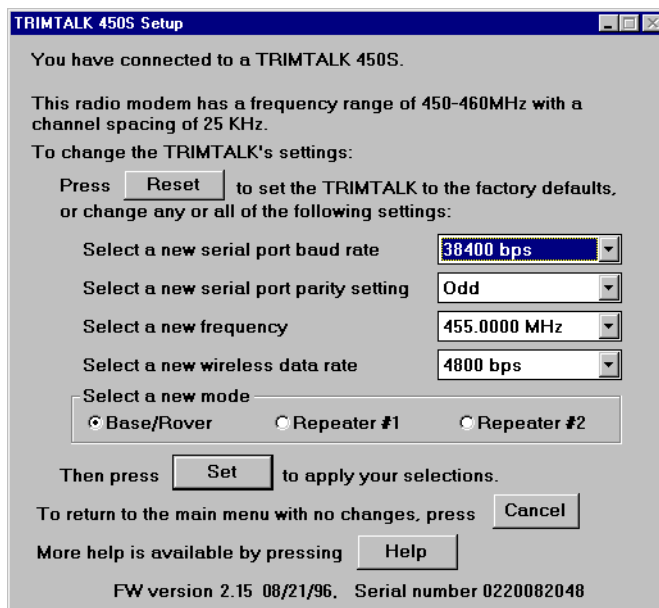 TRIMTALK 450S Setup
You have connected to a TRIMTALK 450S.
This radio modem has a frequency range of 450-460MHz with a
channel spacing of 25 KHz.
To change the TRIMTALK's settings:
Press Reset to set the TRIMTALK to the factory defaults,
or change any or all of the following settings:
Select a new serial port baud rate 38400 bps
Select a new serial port parity setting Odd
Select a new frequency 455.0000 MHz
Select a new wireless data rate 4800 bps
Select a new mode
Base/Rover Repeater #1 Repeater #2
Then press Set to apply your selections.
To return to the main menu with no changes, press Cancel
More help is available by pressing Help
FW version 2.15 08/21/96, Serial number 0220082048